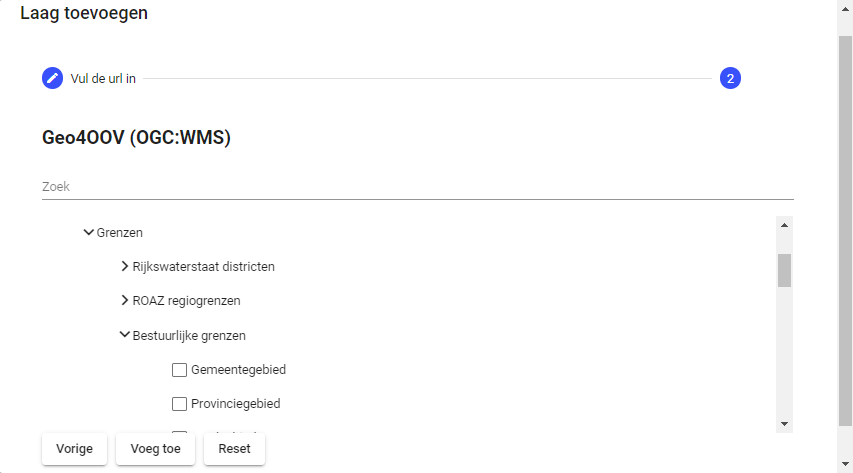 Laag toevoegen
Vul de url in
2
Geo4OOV (OGC:WMS)
Zoek
Grenzen
Rijkswaterstaat districten
ROAZ regiogrenzen
Bestuurlijke grenzen
Gemeentegebied
Provinciegebied
Vorige Voeg toe Reset